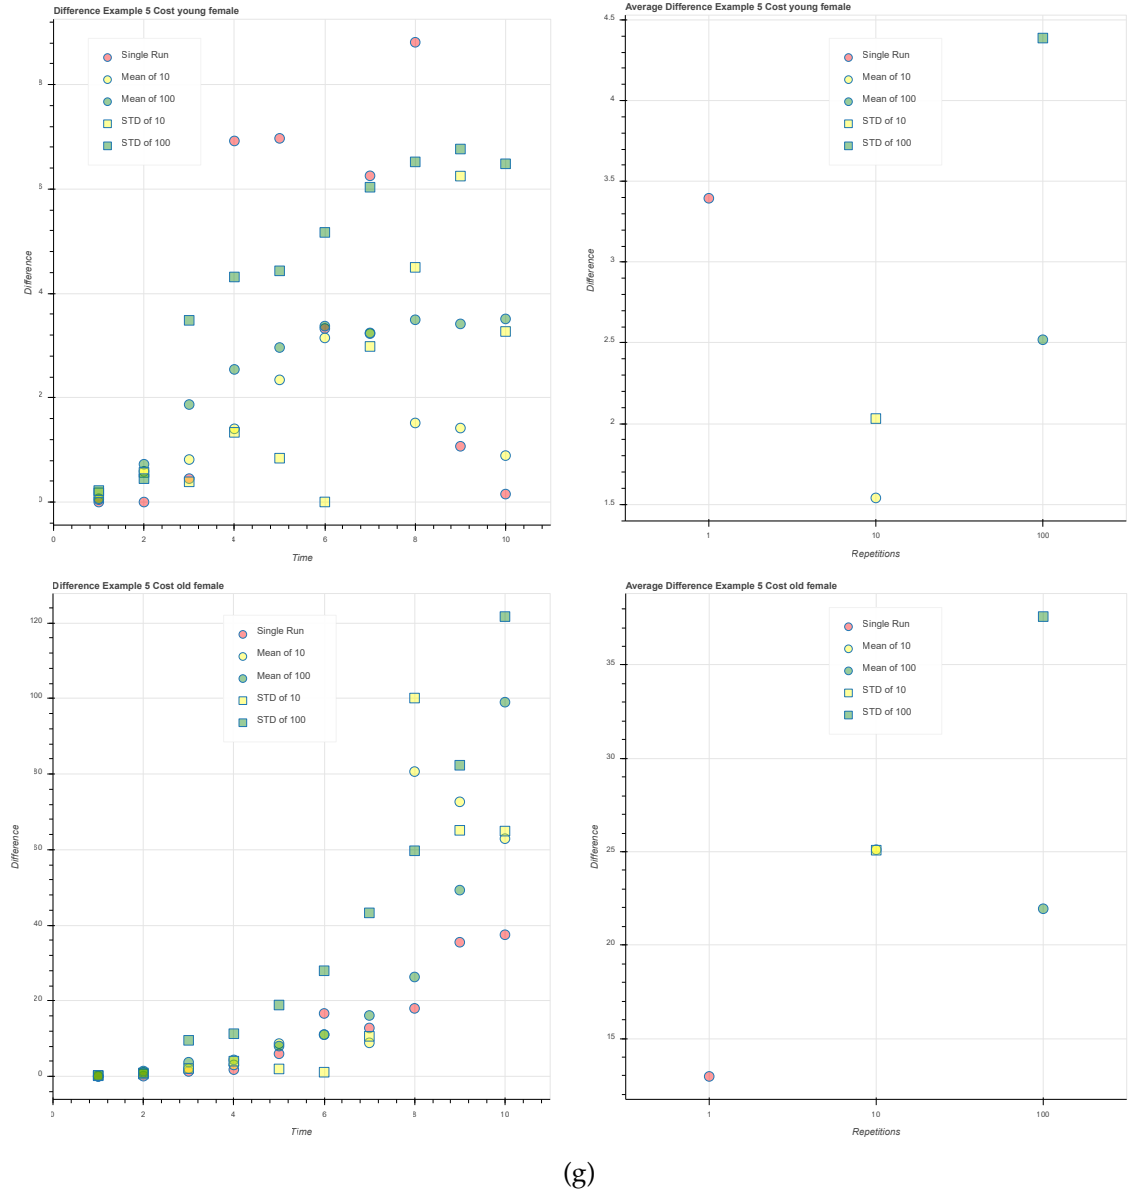 Difference Example 5 Cost young female
Single Run
Mean of 10
Mean of 100
STD of 10
STD of 100
8
6
4
2
0
Difference
0 2 4 6 8 10
Time
Average Difference Example 5 Cost young female
Single Run
Mean of 10
Mean of 100
STD of 10
STD of 100
4.5
4
3.5
3
2.5
2
1.5
Difference
1 10 100
Repetitions
Difference Example 5 Cost old female
Single Run
Mean of 10
Mean of 100
STD of 10
STD of 100
120
100
80
60
40
20
0
Difference
0 2 4 6 8 10
Time
Average Difference Example 5 Cost old female
Single Run
Mean of 10
Mean of 100
STD of 10
STD of 100
35
30
25
20
15
Difference
1 10 100
Repetitions
(g)